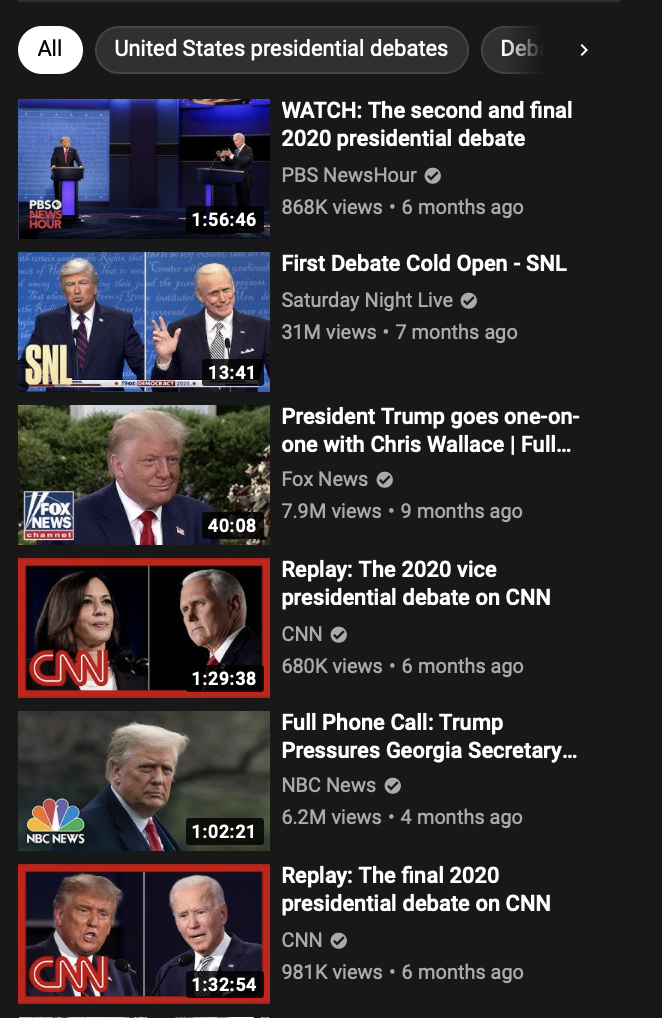 All
United States presidential debates
Deb
WATCH: The second and final
2020 presidential debate
PBS NewsHour
868K views • 6 months ago
PBS
NEWS
HOUR
1:56:46
First Debate Cold Open - SNL
Saturday Night Live
31M views • 7 months ago
SNL
DEMOCRACY 2020
13:41
President Trump goes one-on-
one with Chris Wallace | Full...
Fox News
7.9M views • 9 months ago
FOX
NEWS
channel
40:08
Replay: The 2020 vice
presidential debate on CNN
CNN
680K views • 6 months ago
CNN
1:29:38
Full Phone Call: Trump
Pressures Georgia Secretary...
NBC News
6.2M views • 4 months ago
NBC NEWS
1:02:21
Replay: The final 2020
presidential debate on CNN
CNN
981K views • 6 months ago
CNN
1:32:54